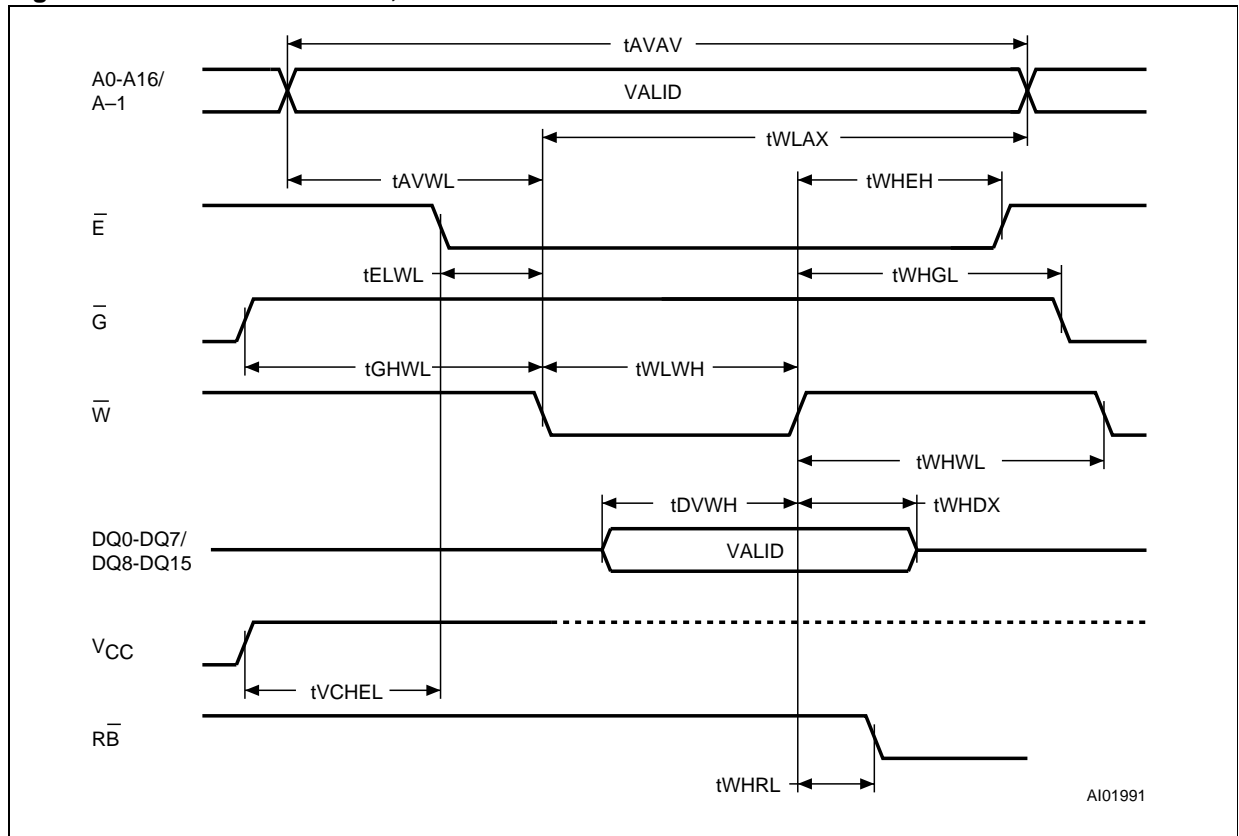 tAVAV
A0-A16/
A–1
VALID
tWLAX
tAVWL
tWHEH
E̅
tELWL
tWHGL
G̅
tGHWL
tWLWH
W̅
tWHWL
tDVWH
tWHDX
DQ0-DQ7/
DQ8-DQ15
VALID
VCC
tVCHEL
RB̅
tWHRL
AI01991